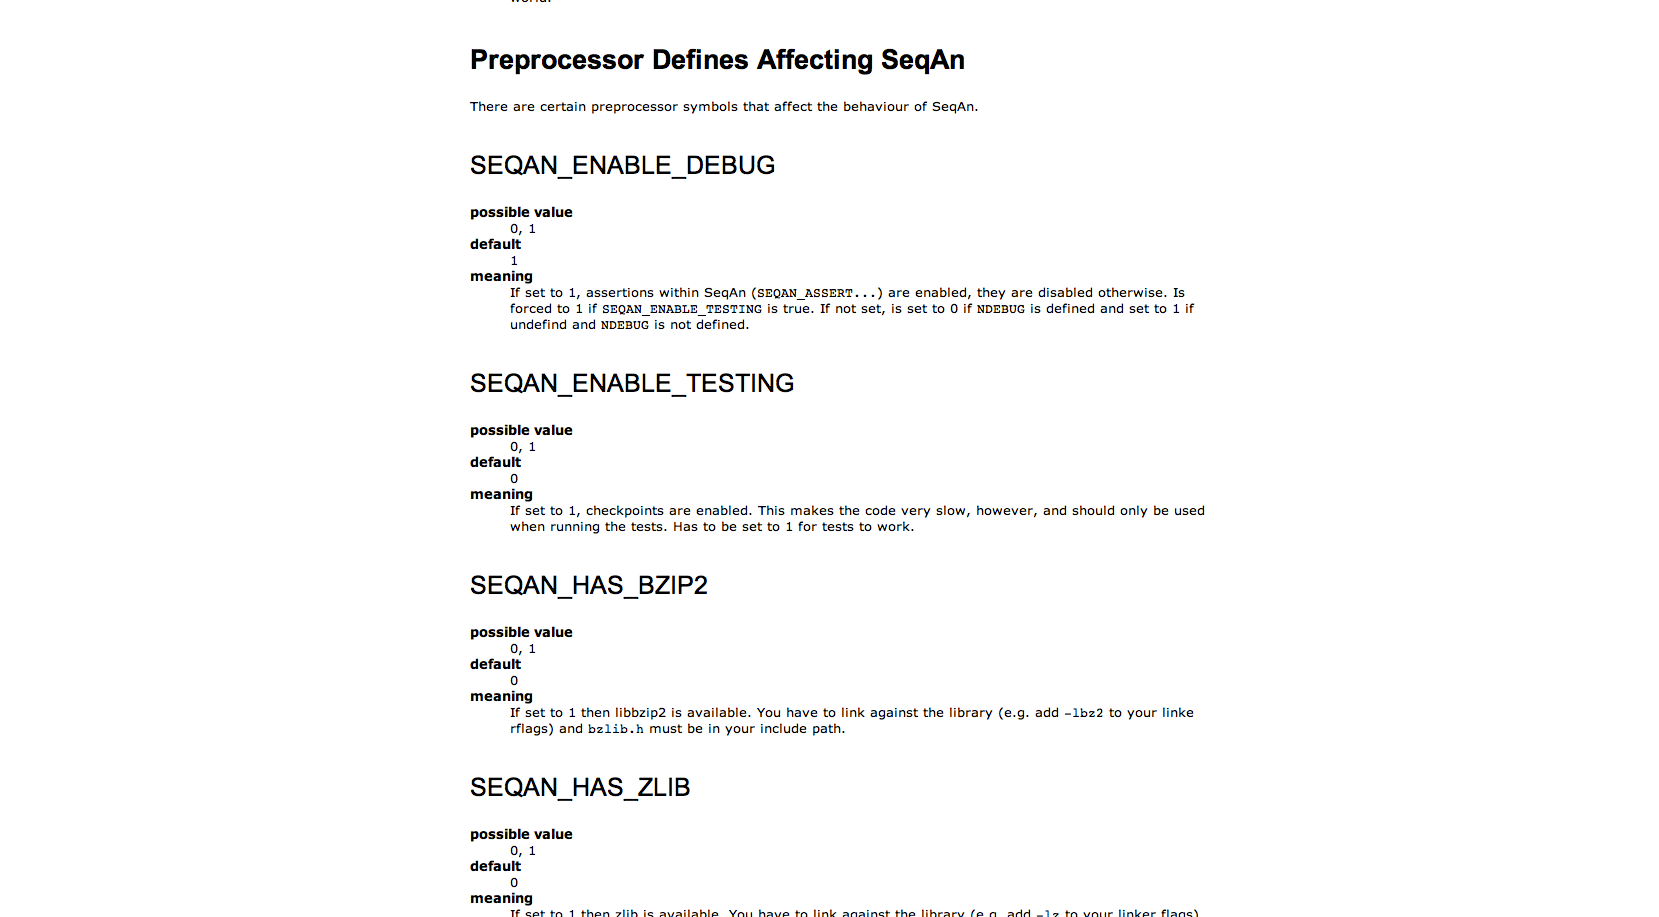 world.
Preprocessor Defines Affecting SeqAn
There are certain preprocessor symbols that affect the behaviour of SeqAn.
SEQAN_ENABLE_DEBUG
possible value
0, 1
default
1
meaning
If set to 1, assertions within SeqAn (SEQAN_ASSERT...) are enabled, they are disabled otherwise. Is
forced to 1 if SEQAN_ENABLE_TESTING is true. If not set, is set to 0 if NDEBUG is defined and set to 1 if
undefind and NDEBUG is not defined.
SEQAN_ENABLE_TESTING
possible value
0, 1
default
0
meaning
If set to 1, checkpoints are enabled. This makes the code very slow, however, and should only be used
when running the tests. Has to be set to 1 for tests to work.
SEQAN_HAS_BZIP2
possible value
0, 1
default
0
meaning
If set to 1 then libbzip2 is available. You have to link against the library (e.g. add -lbz2 to your linke
rflags) and bzlib.h must be in your include path.
SEQAN_HAS_ZLIB
possible value
0, 1
default
0
meaning
If set to 1 then zlib is available. You have to link against the library (e.g. add -lz to your linker flags)